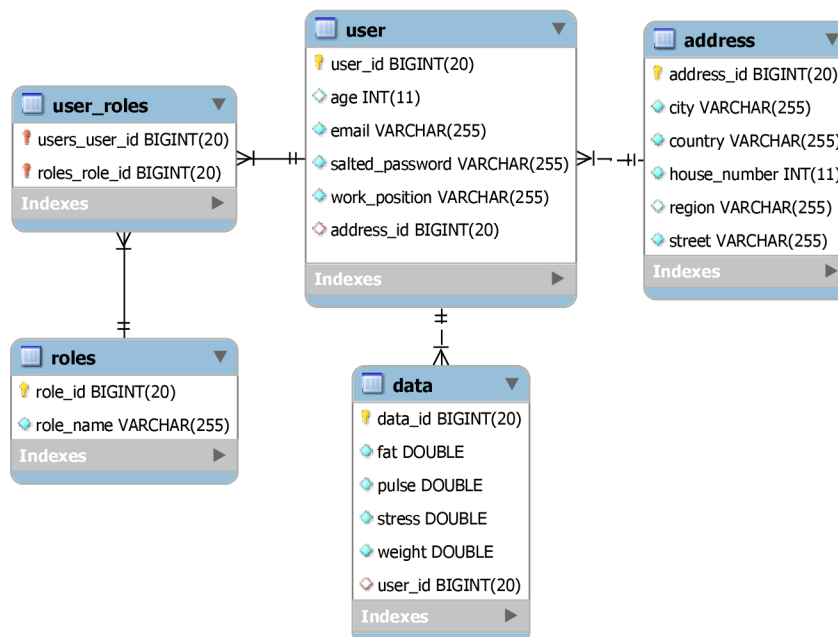 user
user_id BIGINT(20)
age INT(11)
email VARCHAR(255)
salted_password VARCHAR(255)
work_position VARCHAR(255)
address_id BIGINT(20)
Indexes
address
address_id BIGINT(20)
city VARCHAR(255)
country VARCHAR(255)
house_number INT(11)
region VARCHAR(255)
street VARCHAR(255)
Indexes
user_roles
users_user_id BIGINT(20)
roles_role_id BIGINT(20)
Indexes
roles
role_id BIGINT(20)
role_name VARCHAR(255)
Indexes
data
data_id BIGINT(20)
fat DOUBLE
pulse DOUBLE
stress DOUBLE
weight DOUBLE
user_id BIGINT(20)
Indexes